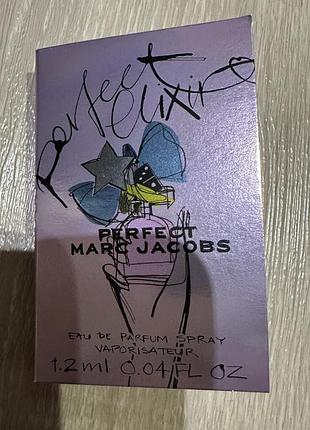 perfect
elixir
PERFECT
MARC JACOBS
EAU DE PARFUM SPRAY
VAPORISATEUR
1.2 ml 0.04 FL OZ